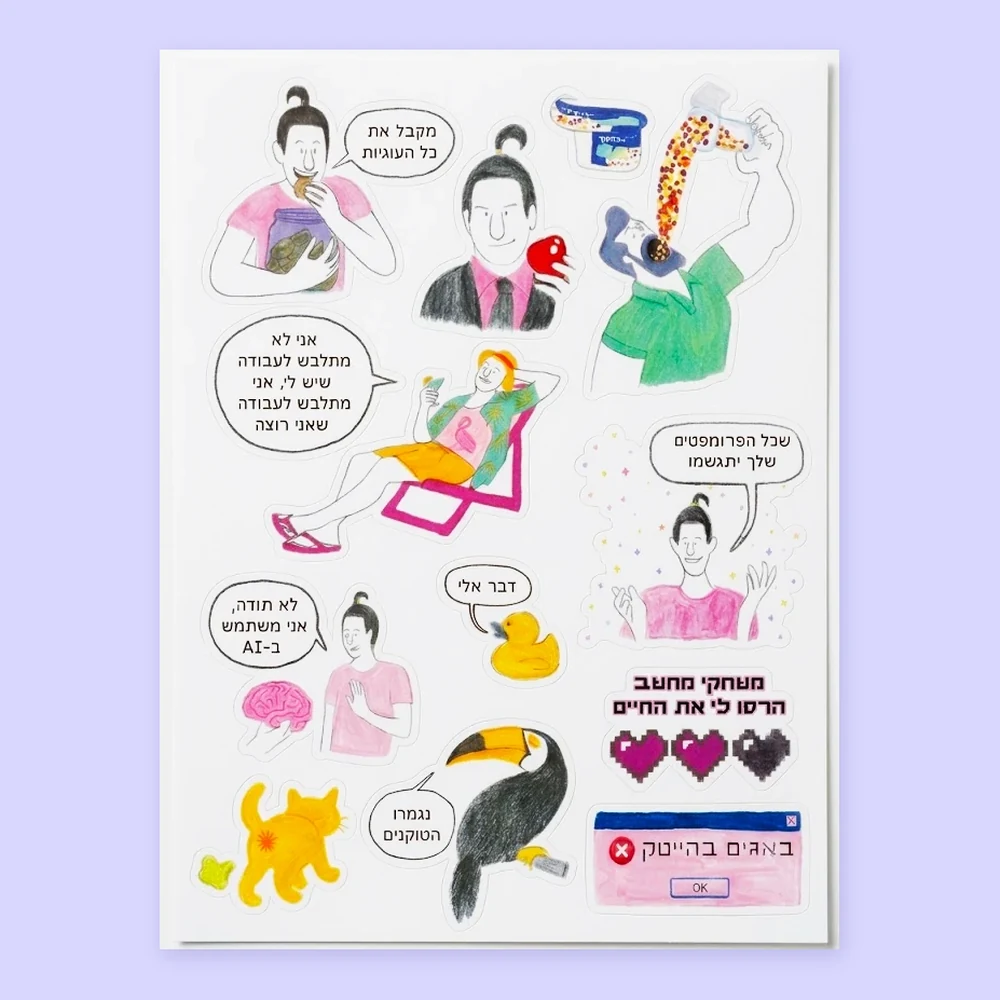 מקבל את
כל העוגיות
אני לא
מתלבש לעבודה
שיש לי, אני
מתלבש לעבודה
שאני רוצה
שכל הפרומפטים
שלך יתגשמו
לא תודה,
אני משתמש
ב-AI
דבר אלי
משחקי מחשב
הרסו לי את החיים
נגמרו
הטוקנים
באגים בהייטק
OK